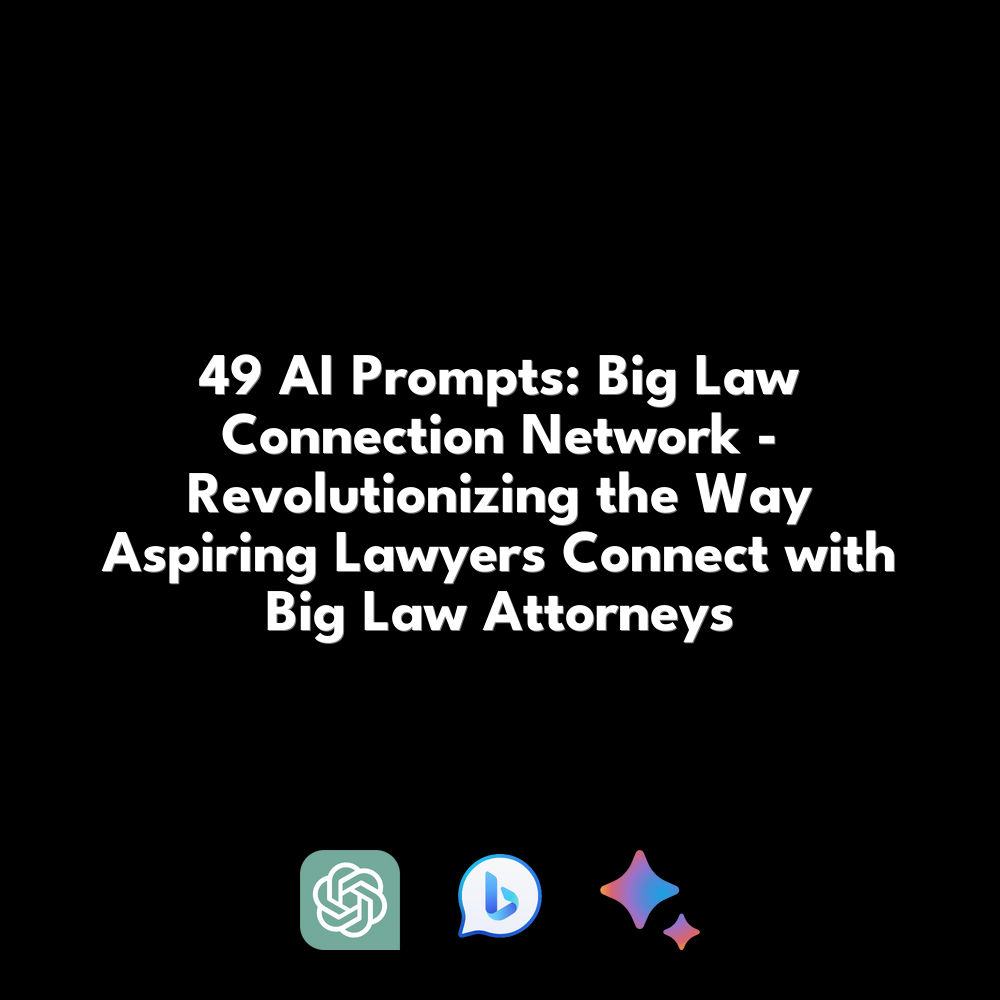 49 AI Prompts: Big Law
Connection Network -
Revolutionizing the Way
Aspiring Lawyers Connect with
Big Law Attorneys